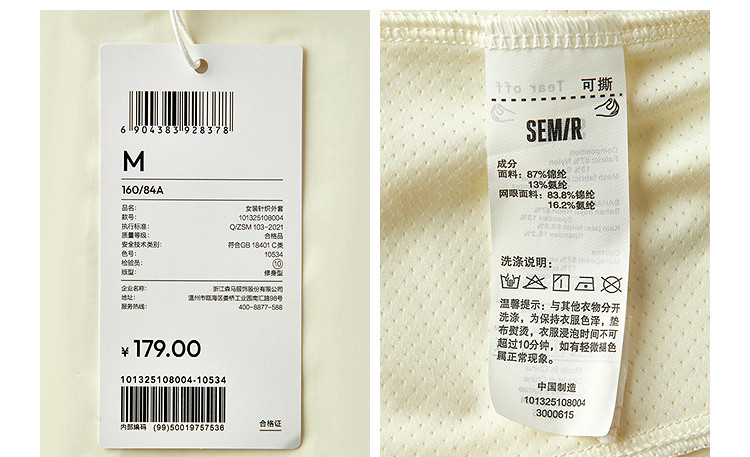 6 904383 928378
M
160/84A
品名: 女装针织外套
款号: 101325108004
执行标准: Q/ZSM 103-2021
质量等级: 合格品
安全技术类别: 符合GB 18401 C类
色号: 10534
检验员: 10
版型: 修身型
企业名称: 浙江森马服饰股份有限公司
地址: 温州市瓯海区娄桥工业园南汇路98号
服务热线: 400-8877-588
¥ 179.00
101325108004-10534
内部编码 (99)50019757536
合格证
Tear off 可撕
SEMIR
成分
面料: 87%锦纶
13%氨纶
网眼面料: 83.8%锦纶
16.2%氨纶
洗涤说明:
温馨提示: 与其他衣物分开
洗涤, 为保持衣服色泽, 垫
布熨烫, 衣服浸泡时间不可
超过10分钟, 如有轻微褪色
属正常现象。
中国制造
101325108004
3000615